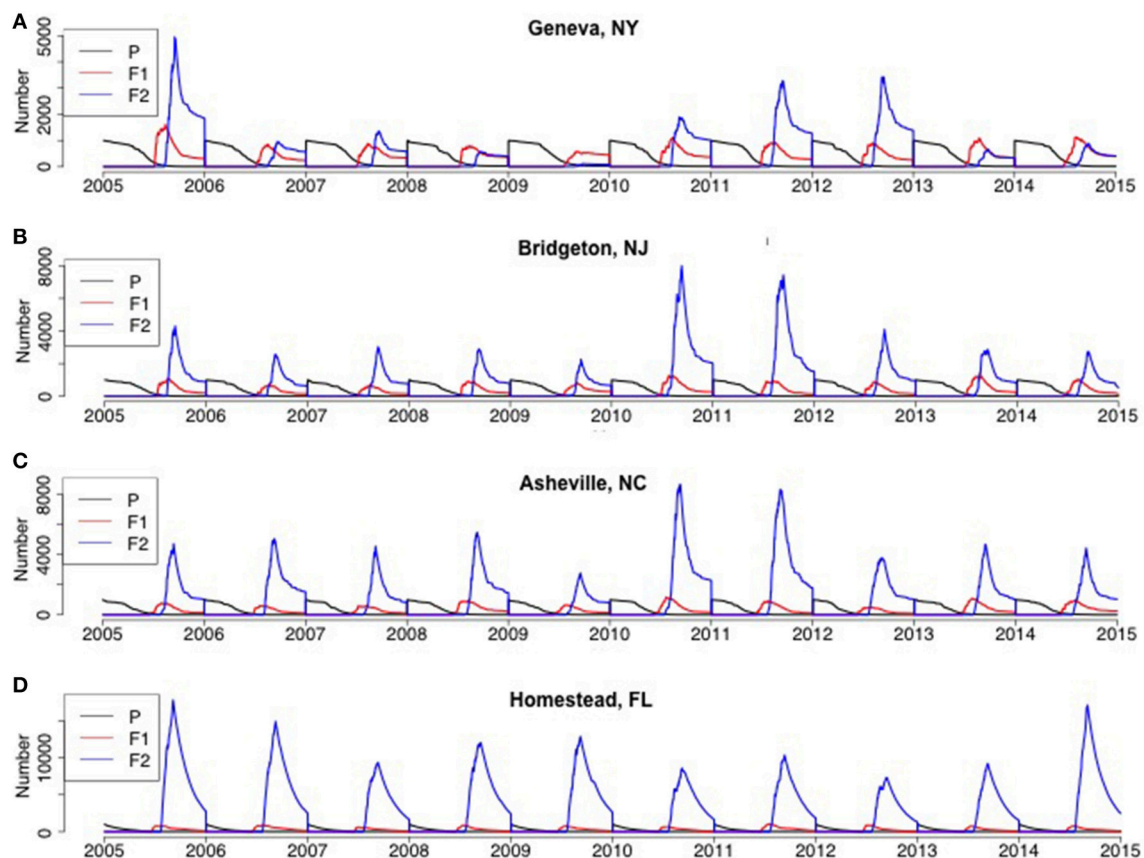 A
Geneva, NY
P
F1
F2
Number
0 2000 5000
2005 2006 2007 2008 2009 2010 2011 2012 2013 2014 2015
B
Bridgeton, NJ
P
F1
F2
Number
0 4000 8000
2005 2006 2007 2008 2009 2010 2011 2012 2013 2014 2015
C
Asheville, NC
P
F1
F2
Number
0 4000 8000
2005 2006 2007 2008 2009 2010 2011 2012 2013 2014 2015
D
Homestead, FL
P
F1
F2
Number
0 10000
2005 2006 2007 2008 2009 2010 2011 2012 2013 2014 2015